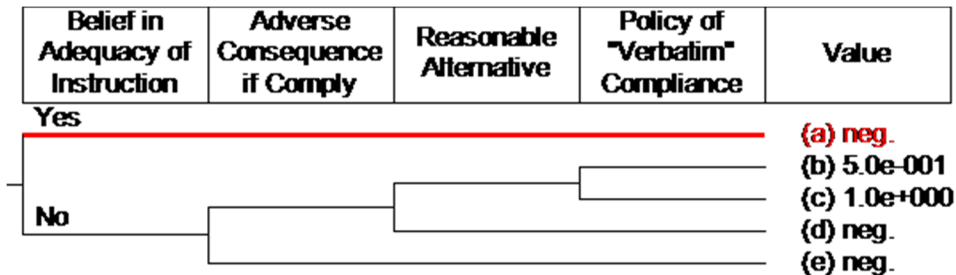 Belief in
Adequacy of
Instruction
Adverse
Consequence
if Comply
Reasonable
Alternative
Policy of
"Verbatim"
Compliance
Value
Yes
(a) neg.
(b) 5.0e-001
(c) 1.0e+000
No
(d) neg.
(e) neg.